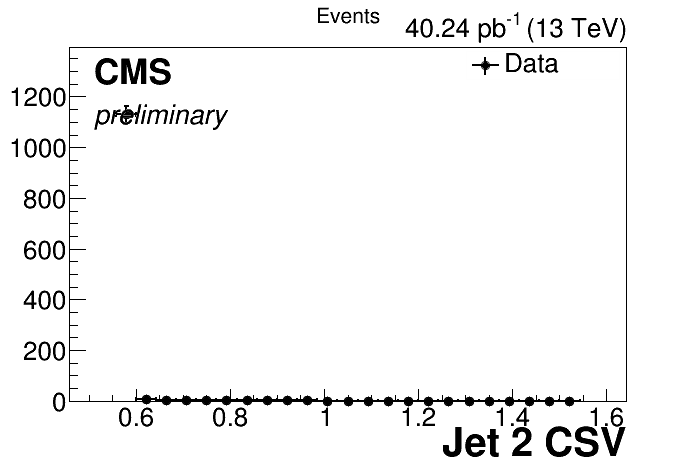 Events
40.24 pb-1 (13 TeV)
CMS
Data
preliminary
1200
1000
800
600
400
200
0
0.6 0.8 1 1.2 1.4 1.6
Jet 2 CSV